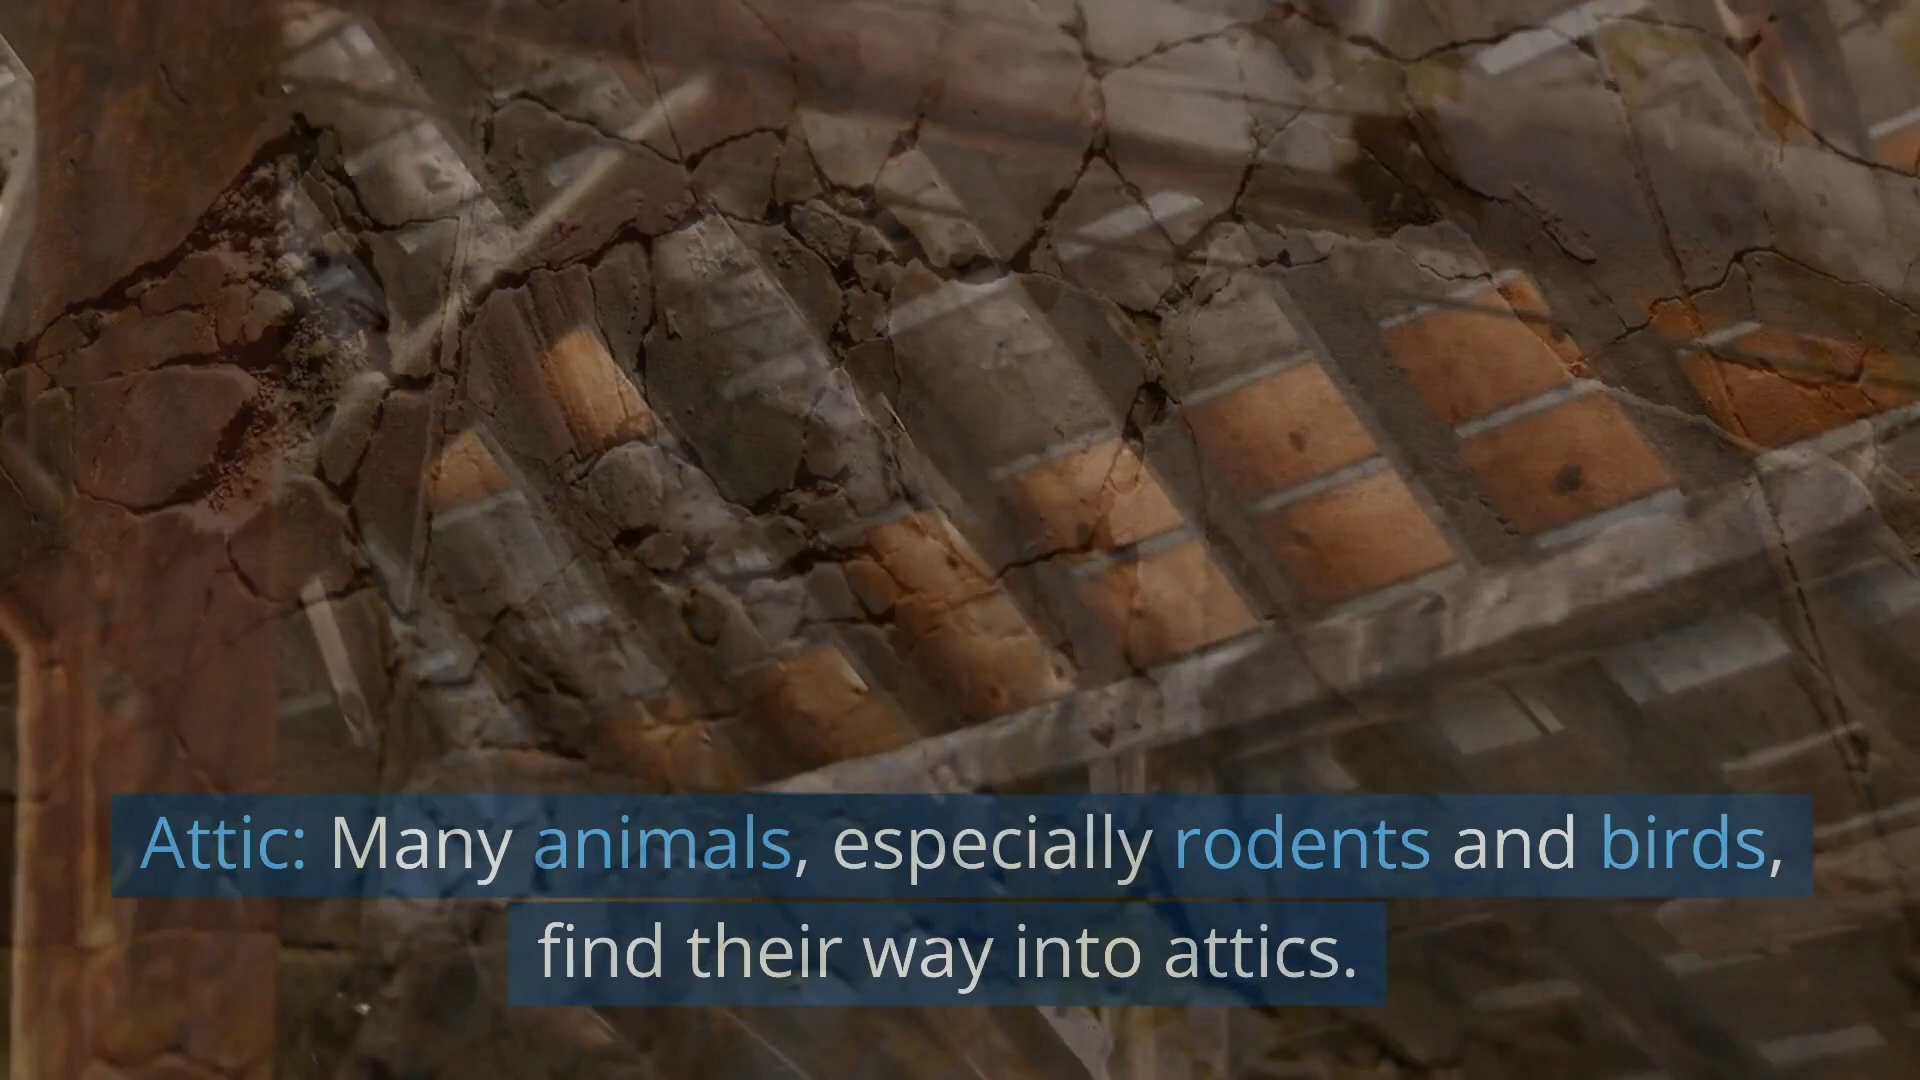 Attic: Many animals, especially rodents and birds,
find their way into attics.